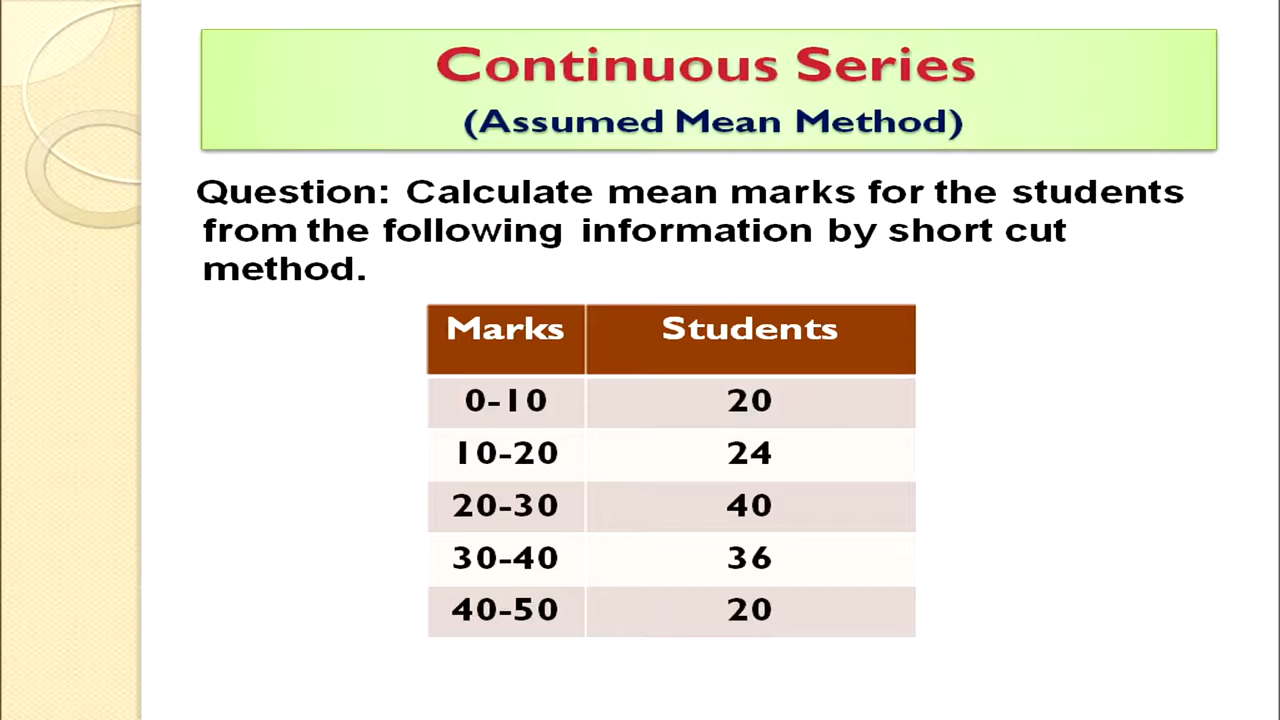 Continuous Series
(Assumed Mean Method)
Question: Calculate mean marks for the students
from the following information by short cut
method.
Marks Students
0-10 20
10-20 24
20-30 40
30-40 36
40-50 20